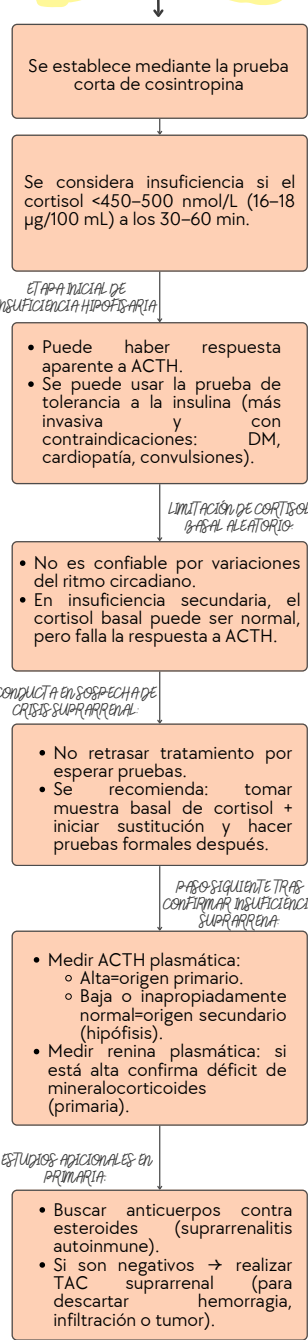 Se establece mediante la prueba
corta de cosintropina
Se considera insuficiencia si el
cortisol <450–500 nmol/L (16–18
µg/100 mL) a los 30–60 min.
ETAPA INICIAL DE
INSUFICIENCIA HIPOFISARIA
• Puede haber respuesta
aparente a ACTH.
• Se puede usar la prueba de
tolerancia a la insulina (más
invasiva y con
contraindicaciones: DM,
cardiopatía, convulsiones).
LIMITACIÓN DE CORTISOL
BASAL ALEATORIO:
• No es confiable por variaciones
del ritmo circadiano.
• En insuficiencia secundaria, el
cortisol basal puede ser normal,
pero falla la respuesta a ACTH.
CONDUCTA EN SOSPECHA DE
CRISIS SUPRARRENAL:
• No retrasar tratamiento por
esperar pruebas.
• Se recomienda: tomar
muestra basal de cortisol +
iniciar sustitución y hacer
pruebas formales después.
PASO SIGUIENTE TRAS
CONFIRMAR INSUFICIENCI
SUPRARRENA:
• Medir ACTH plasmática:
○ Alta=origen primario.
○ Baja o inapropiadamente
normal=origen secundario
(hipófisis).
• Medir renina plasmática: si
está alta confirma déficit de
mineralocorticoides
(primaria).
ESTUDIOS ADICIONALES EN
PRIMARIA:
• Buscar anticuerpos contra
esteroides (suprarrenalitis
autoinmune).
• Si son negativos → realizar
TAC suprarrenal (para
descartar hemorragia,
infiltración o tumor).